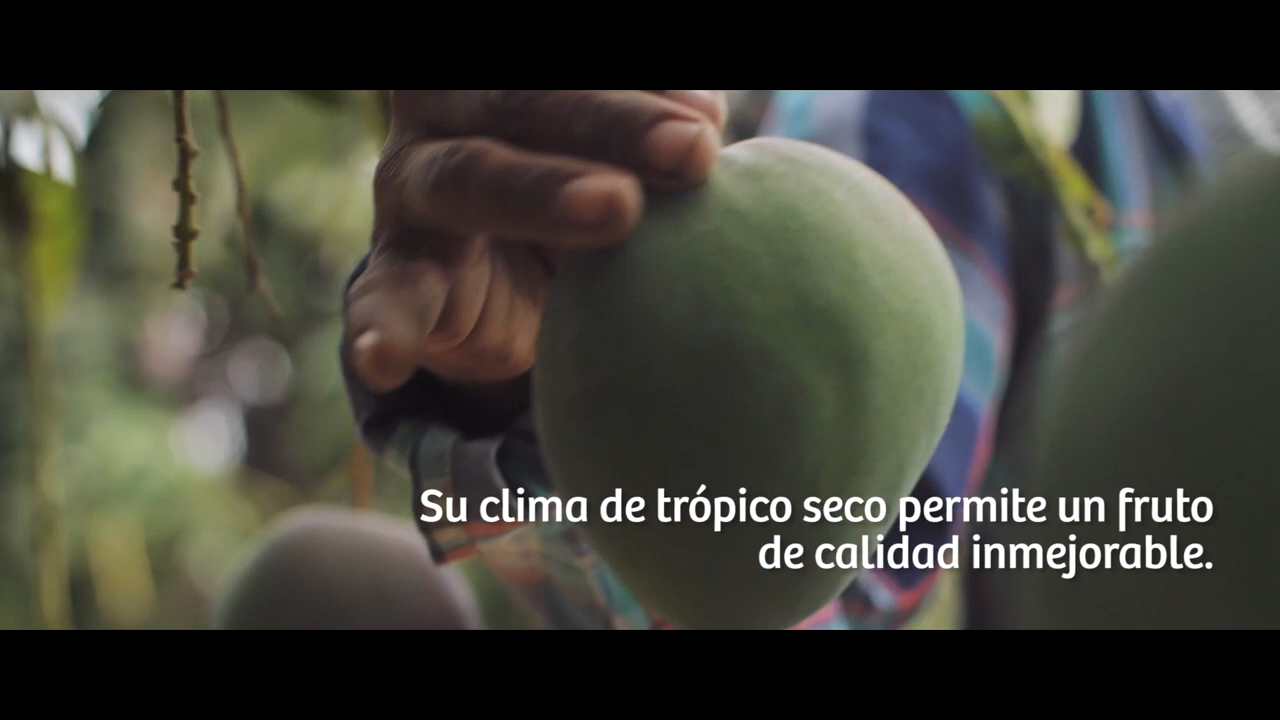 Su clima de trópico seco permite un fruto
de calidad inmejorable.